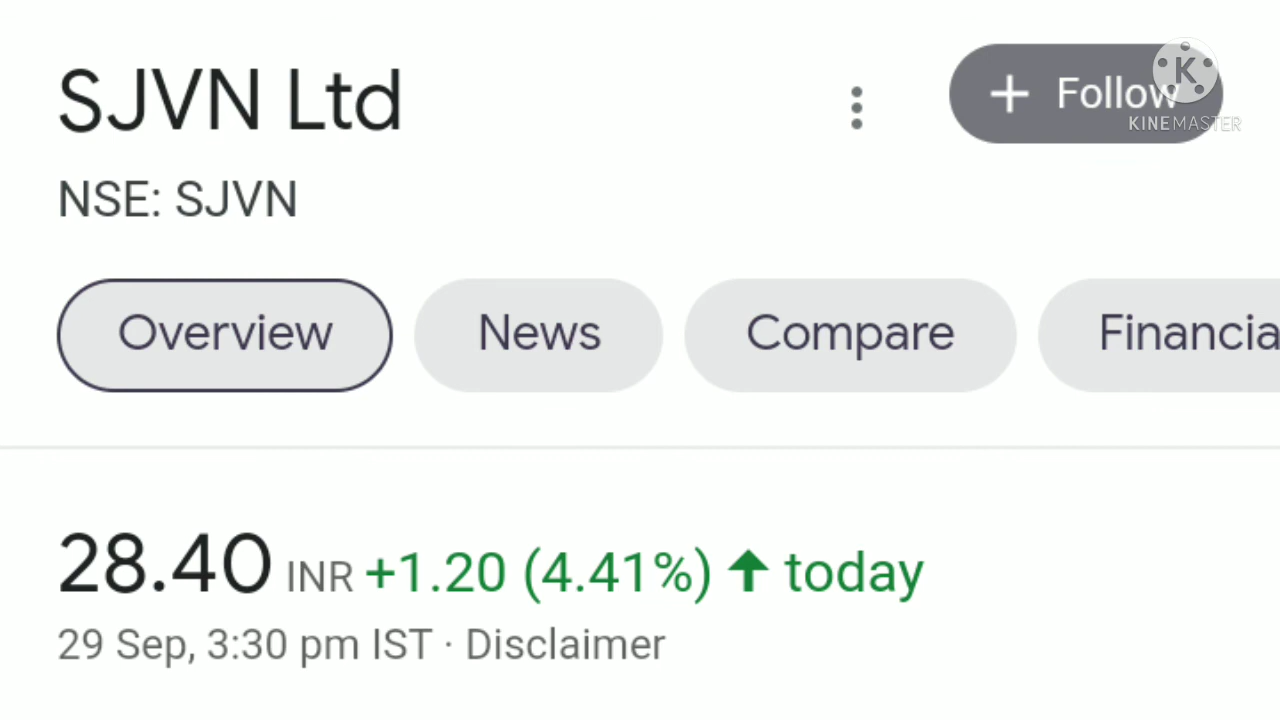 SJVN Ltd
+ Follow
K
KINEMASTER
NSE: SJVN
Overview
News
Compare
Financia
28.40 INR +1.20 (4.41%) ↑ today
29 Sep, 3:30 pm IST · Disclaimer